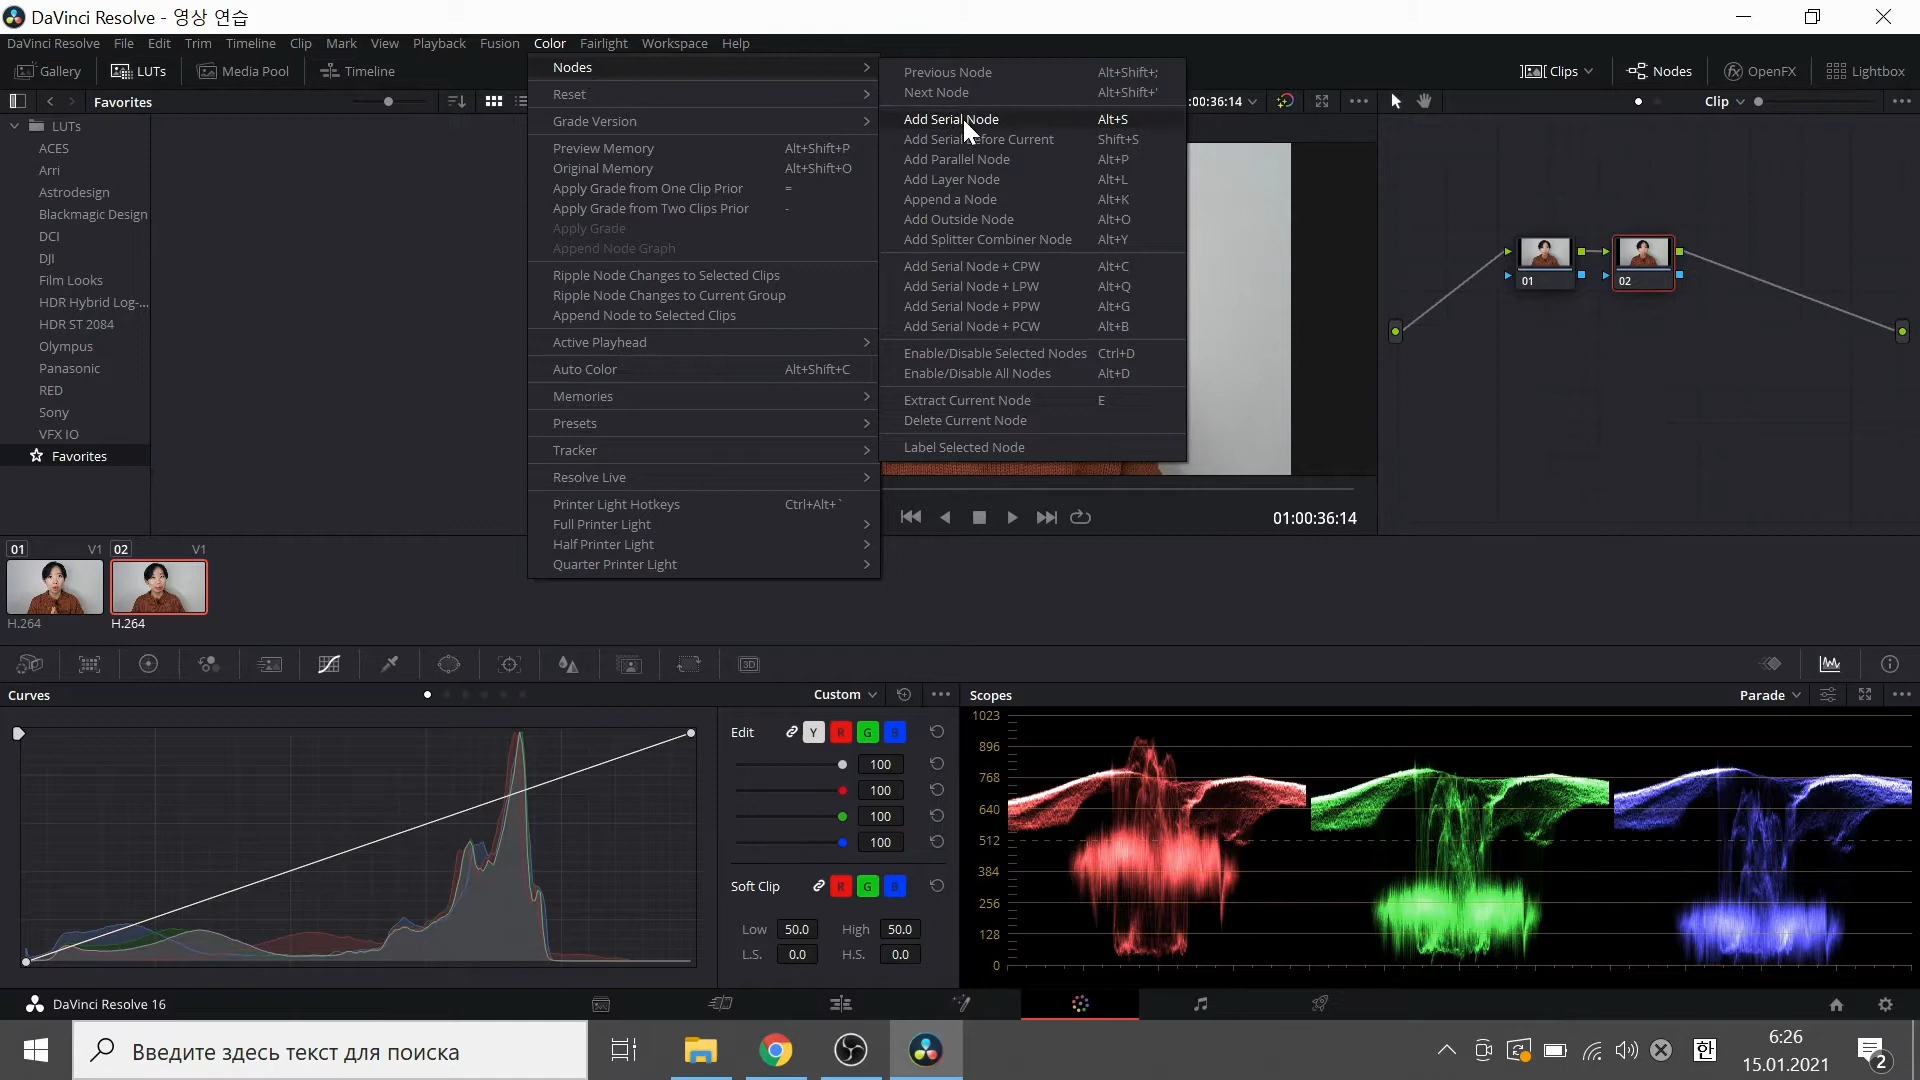 DaVinci Resolve - 영상 연습
DaVinci Resolve File Edit Trim Timeline Clip Mark View Playback Fusion Color Fairlight Workspace Help
Gallery LUTs Media Pool Timeline Clips Nodes OpenFX Lightbox
Favorites :00:36:14 Clip
LUTs
ACES
Arri
Astrodesign
Blackmagic Design
DCI
DJI
Film Looks
HDR Hybrid Log-...
HDR ST 2084
Olympus
Panasonic
RED
Sony
VFX IO
Favorites
Nodes
Reset
Grade Version
Preview Memory Alt+Shift+P
Original Memory Alt+Shift+O
Apply Grade from One Clip Prior =
Apply Grade from Two Clips Prior -
Apply Grade
Append Node Graph
Ripple Node Changes to Selected Clips
Ripple Node Changes to Current Group
Append Node to Selected Clips
Active Playhead
Auto Color Alt+Shift+C
Memories
Presets
Tracker
Resolve Live
Printer Light Hotkeys Ctrl+Alt+`
Full Printer Light
Half Printer Light
Quarter Printer Light
Previous Node Alt+Shift+;
Next Node Alt+Shift+'
Add Serial Node Alt+S
Add Serial Before Current Shift+S
Add Parallel Node Alt+P
Add Layer Node Alt+L
Append a Node Alt+K
Add Outside Node Alt+O
Add Splitter Combiner Node Alt+Y
Add Serial Node + CPW Alt+C
Add Serial Node + LPW Alt+Q
Add Serial Node + PPW Alt+G
Add Serial Node + PCW Alt+B
Enable/Disable Selected Nodes Ctrl+D
Enable/Disable All Nodes Alt+D
Extract Current Node E
Delete Current Node
Label Selected Node
01 02
01:00:36:14
01 V1 02 V1
H.264 H.264
3D
Curves Custom Scopes Parade
Edit Y R G B
100
100
100
100
Soft Clip R G B
Low 50.0 High 50.0
L.S. 0.0 H.S. 0.0
1023
896
768
640
512
384
256
128
0
DaVinci Resolve 16
Введите здесь текст для поиска
한
6:26
15.01.2021
2